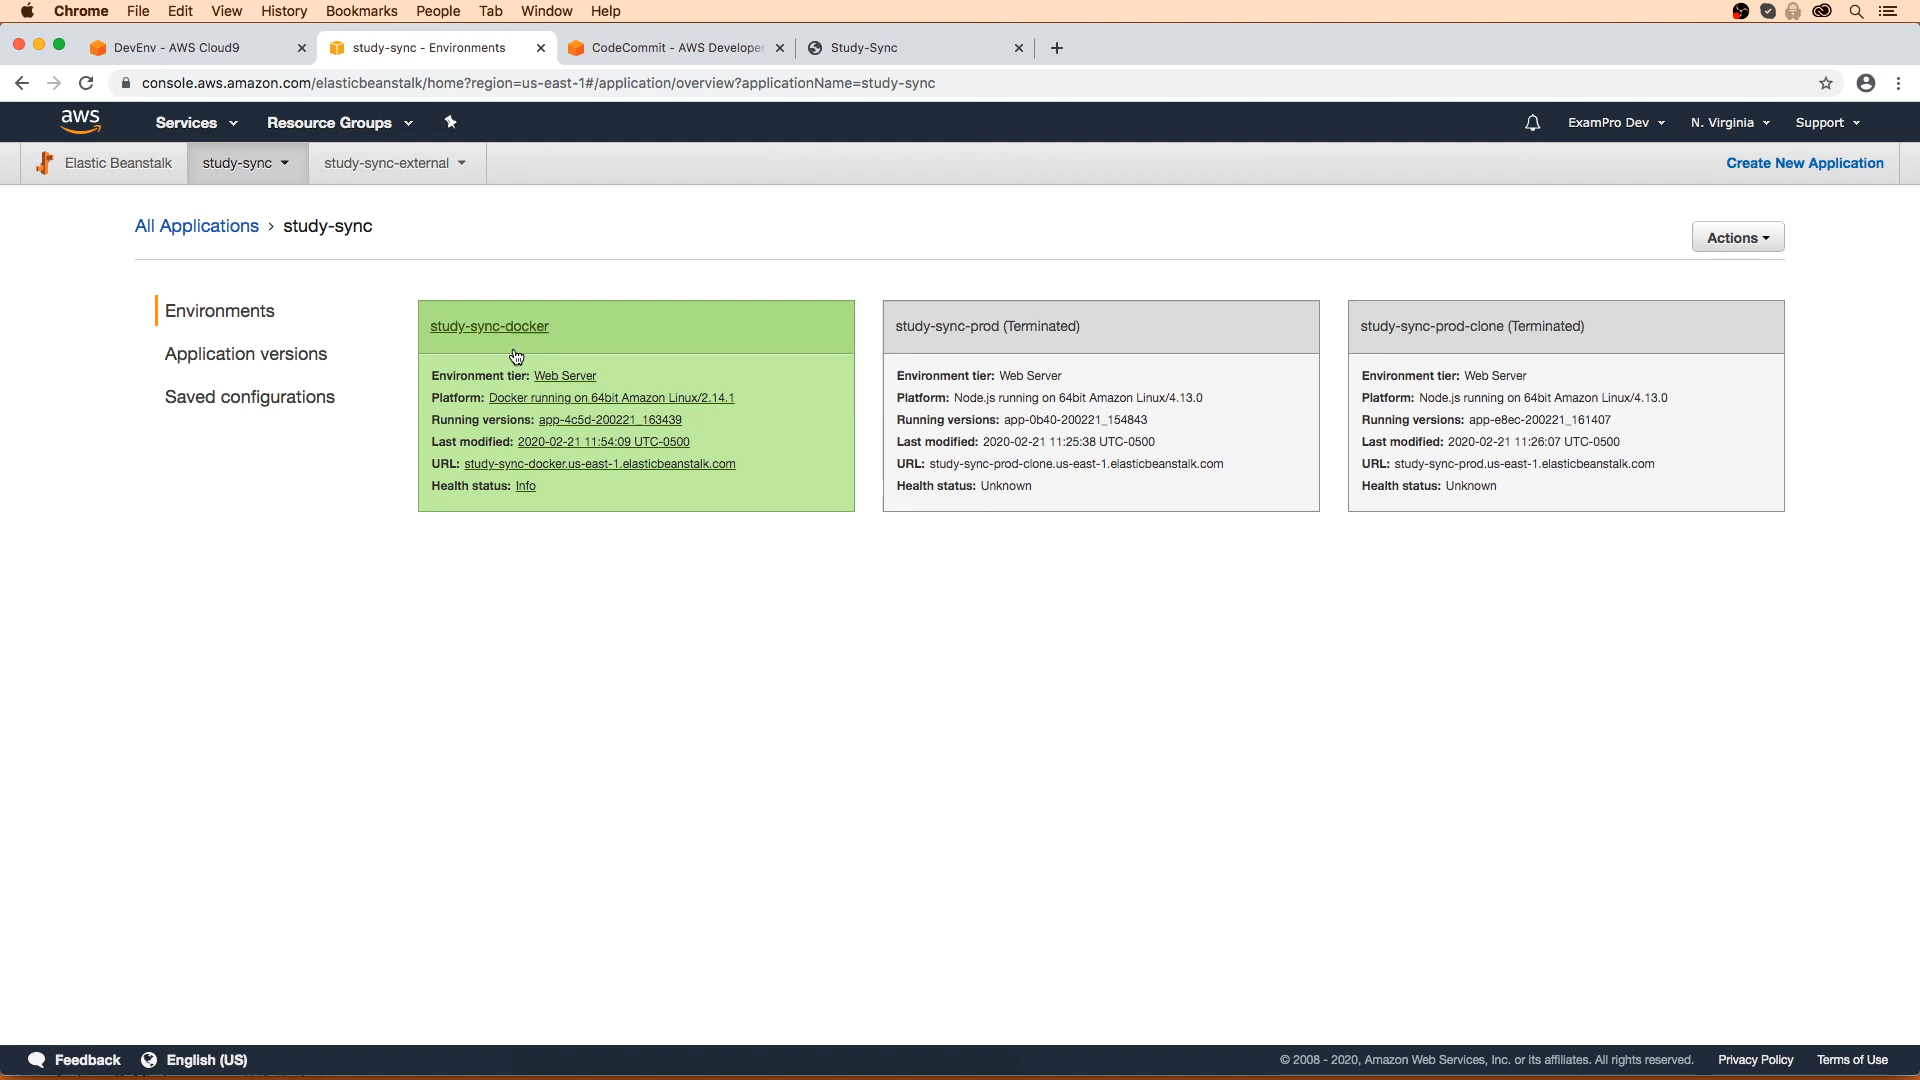 Chrome File Edit View History Bookmarks People Tab Window Help
DevEnv - AWS Cloud9
study-sync - Environments
CodeCommit - AWS Developer
Study-Sync
console.aws.amazon.com/elasticbeanstalk/home?region=us-east-1#/application/overview?applicationName=study-sync
aws Services Resource Groups ExamPro Dev N. Virginia Support
Elastic Beanstalk study-sync study-sync-external Create New Application
All Applications > study-sync
Actions
Environments
Application versions
Saved configurations
study-sync-docker
Environment tier: Web Server
Platform: Docker running on 64bit Amazon Linux/2.14.1
Running versions: app-4c5d-200221_163439
Last modified: 2020-02-21 11:54:09 UTC-0500
URL: study-sync-docker.us-east-1.elasticbeanstalk.com
Health status: Info
study-sync-prod (Terminated)
Environment tier: Web Server
Platform: Node.js running on 64bit Amazon Linux/4.13.0
Running versions: app-0b40-200221_154843
Last modified: 2020-02-21 11:25:38 UTC-0500
URL: study-sync-prod-clone.us-east-1.elasticbeanstalk.com
Health status: Unknown
study-sync-prod-clone (Terminated)
Environment tier: Web Server
Platform: Node.js running on 64bit Amazon Linux/4.13.0
Running versions: app-e8ec-200221_161407
Last modified: 2020-02-21 11:26:07 UTC-0500
URL: study-sync-prod.us-east-1.elasticbeanstalk.com
Health status: Unknown
Feedback English (US) © 2008 - 2020, Amazon Web Services, Inc. or its affiliates. All rights reserved. Privacy Policy Terms of Use